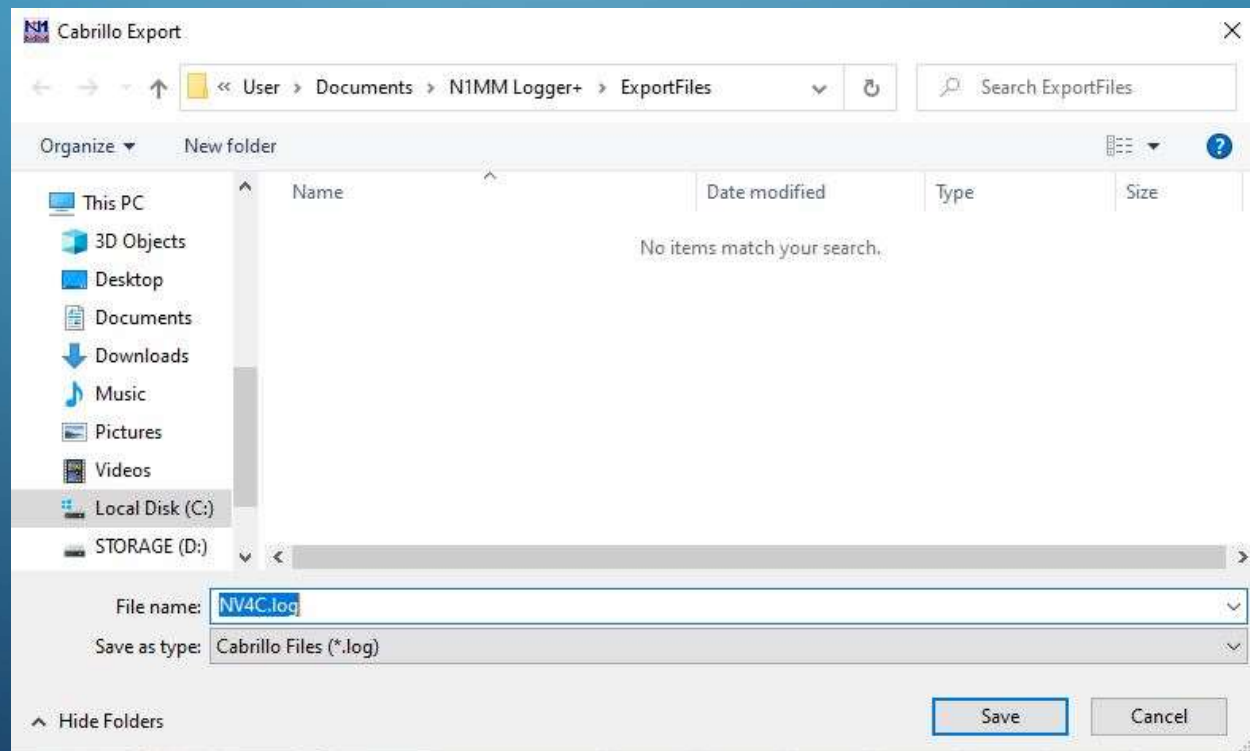 N1MM Cabrillo Export
« User › Documents › N1MM Logger+ › ExportFiles
Search ExportFiles
Organize New folder
?
Name Date modified Type Size
No items match your search.
This PC
3D Objects
Desktop
Documents
Downloads
Music
Pictures
Videos
Local Disk (C:)
STORAGE (D:)
File name: NV4C.log
Save as type: Cabrillo Files (*.log)
Hide Folders
Save Cancel